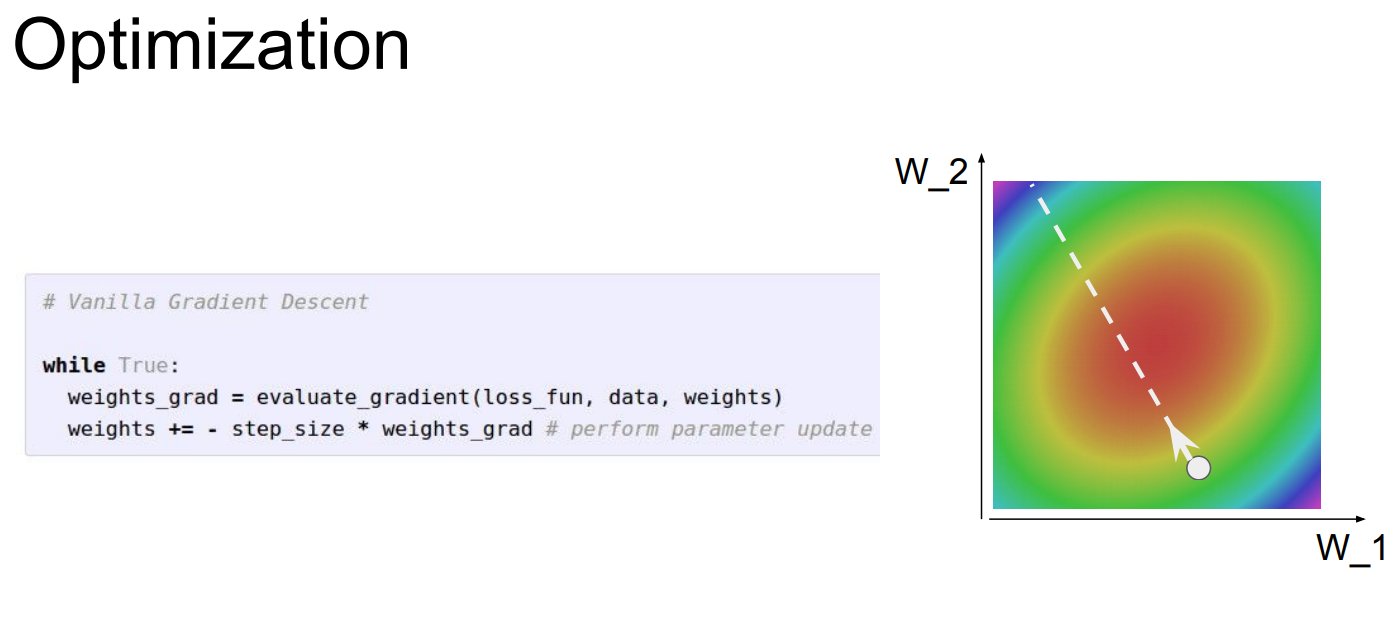 Optimization
# Vanilla Gradient Descent
while True:
  weights_grad = evaluate_gradient(loss_fun, data, weights)
  weights += - step_size * weights_grad # perform parameter update
W_2
W_1